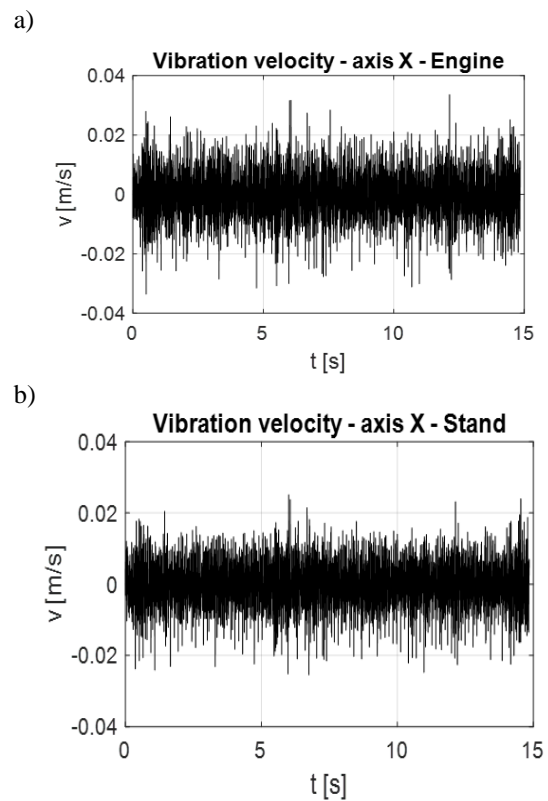 a)
Vibration velocity - axis X - Engine
0.04
0.02
0
-0.02
-0.04
v [m/s]
0 5 10 15
t [s]
b)
Vibration velocity - axis X - Stand
0.04
0.02
0
-0.02
-0.04
v [m/s]
0 5 10 15
t [s]